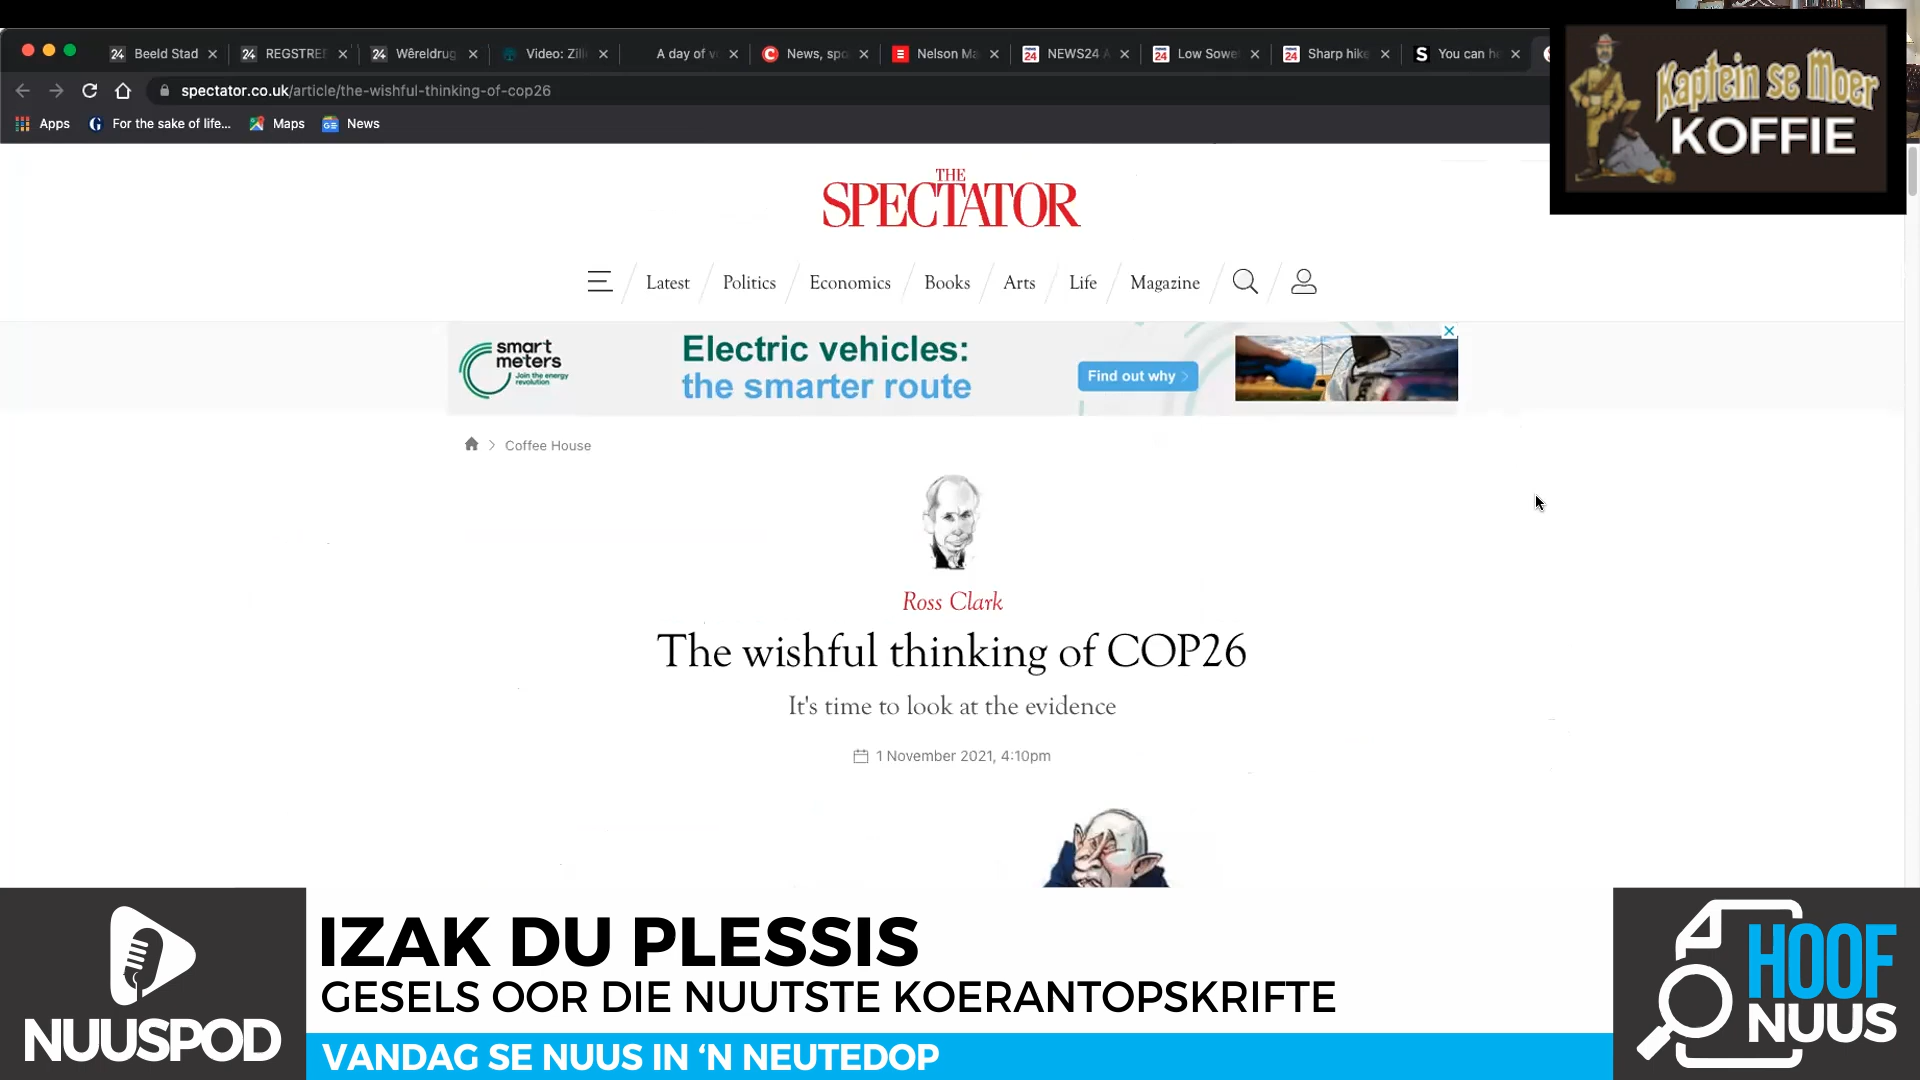 Beeld Stad
REGSTREE
Wêreldnug
Video: Zili
A day of v
News, spo
Nelson Ma
NEWS24 A
Low Sowe
Sharp hike
You can h
spectator.co.uk/article/the-wishful-thinking-of-cop26
Apps
For the sake of life...
Maps
News
Kaptein se Moer
KOFFIE
THE
SPECTATOR
Latest
Politics
Economics
Books
Arts
Life
Magazine
smart
meters
Join the energy
revolution
Electric vehicles:
the smarter route
Find out why >
Coffee House
Ross Clark
The wishful thinking of COP26
It's time to look at the evidence
1 November 2021, 4:10pm
NUUSPOD
IZAK DU PLESSIS
GESELS OOR DIE NUUTSTE KOERANTOPSKRIFTE
VANDAG SE NUUS IN ‘N NEUTEDOP
HOOF
NUUS